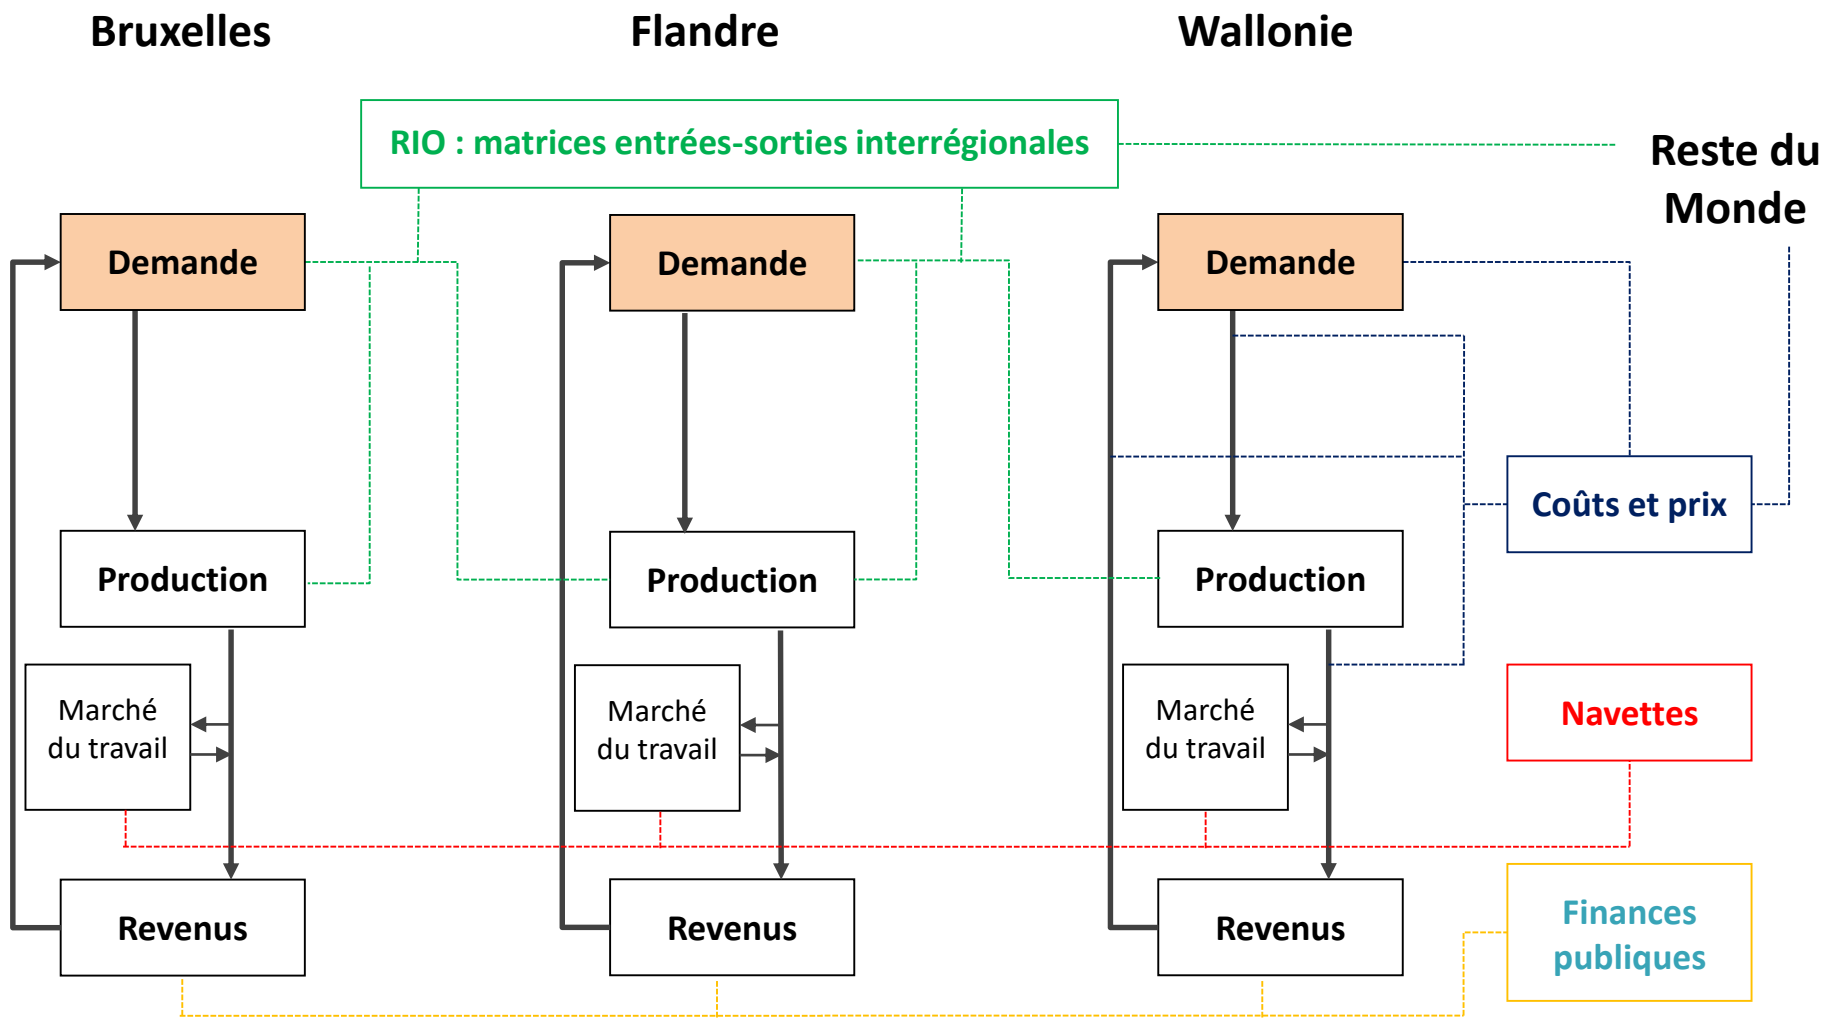 Bruxelles
Flandre
Wallonie
RIO : matrices entrées-sorties interrégionales
Reste du
Monde
Demande
Demande
Demande
Coûts et prix
Production
Production
Production
Marché
du travail
Marché
du travail
Marché
du travail
Navettes
Revenus
Revenus
Revenus
Finances
publiques